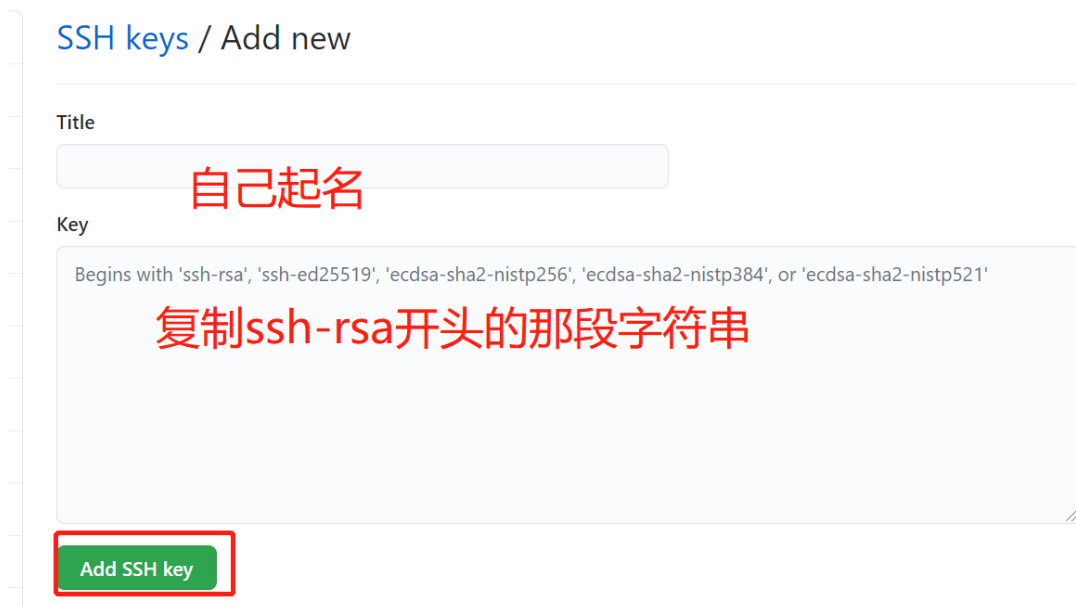 SSH keys / Add new
Title
自己起名
Key
Begins with 'ssh-rsa', 'ssh-ed25519', 'ecdsa-sha2-nistp256', 'ecdsa-sha2-nistp384', or 'ecdsa-sha2-nistp521'
复制ssh-rsa开头的那段字符串
Add SSH key